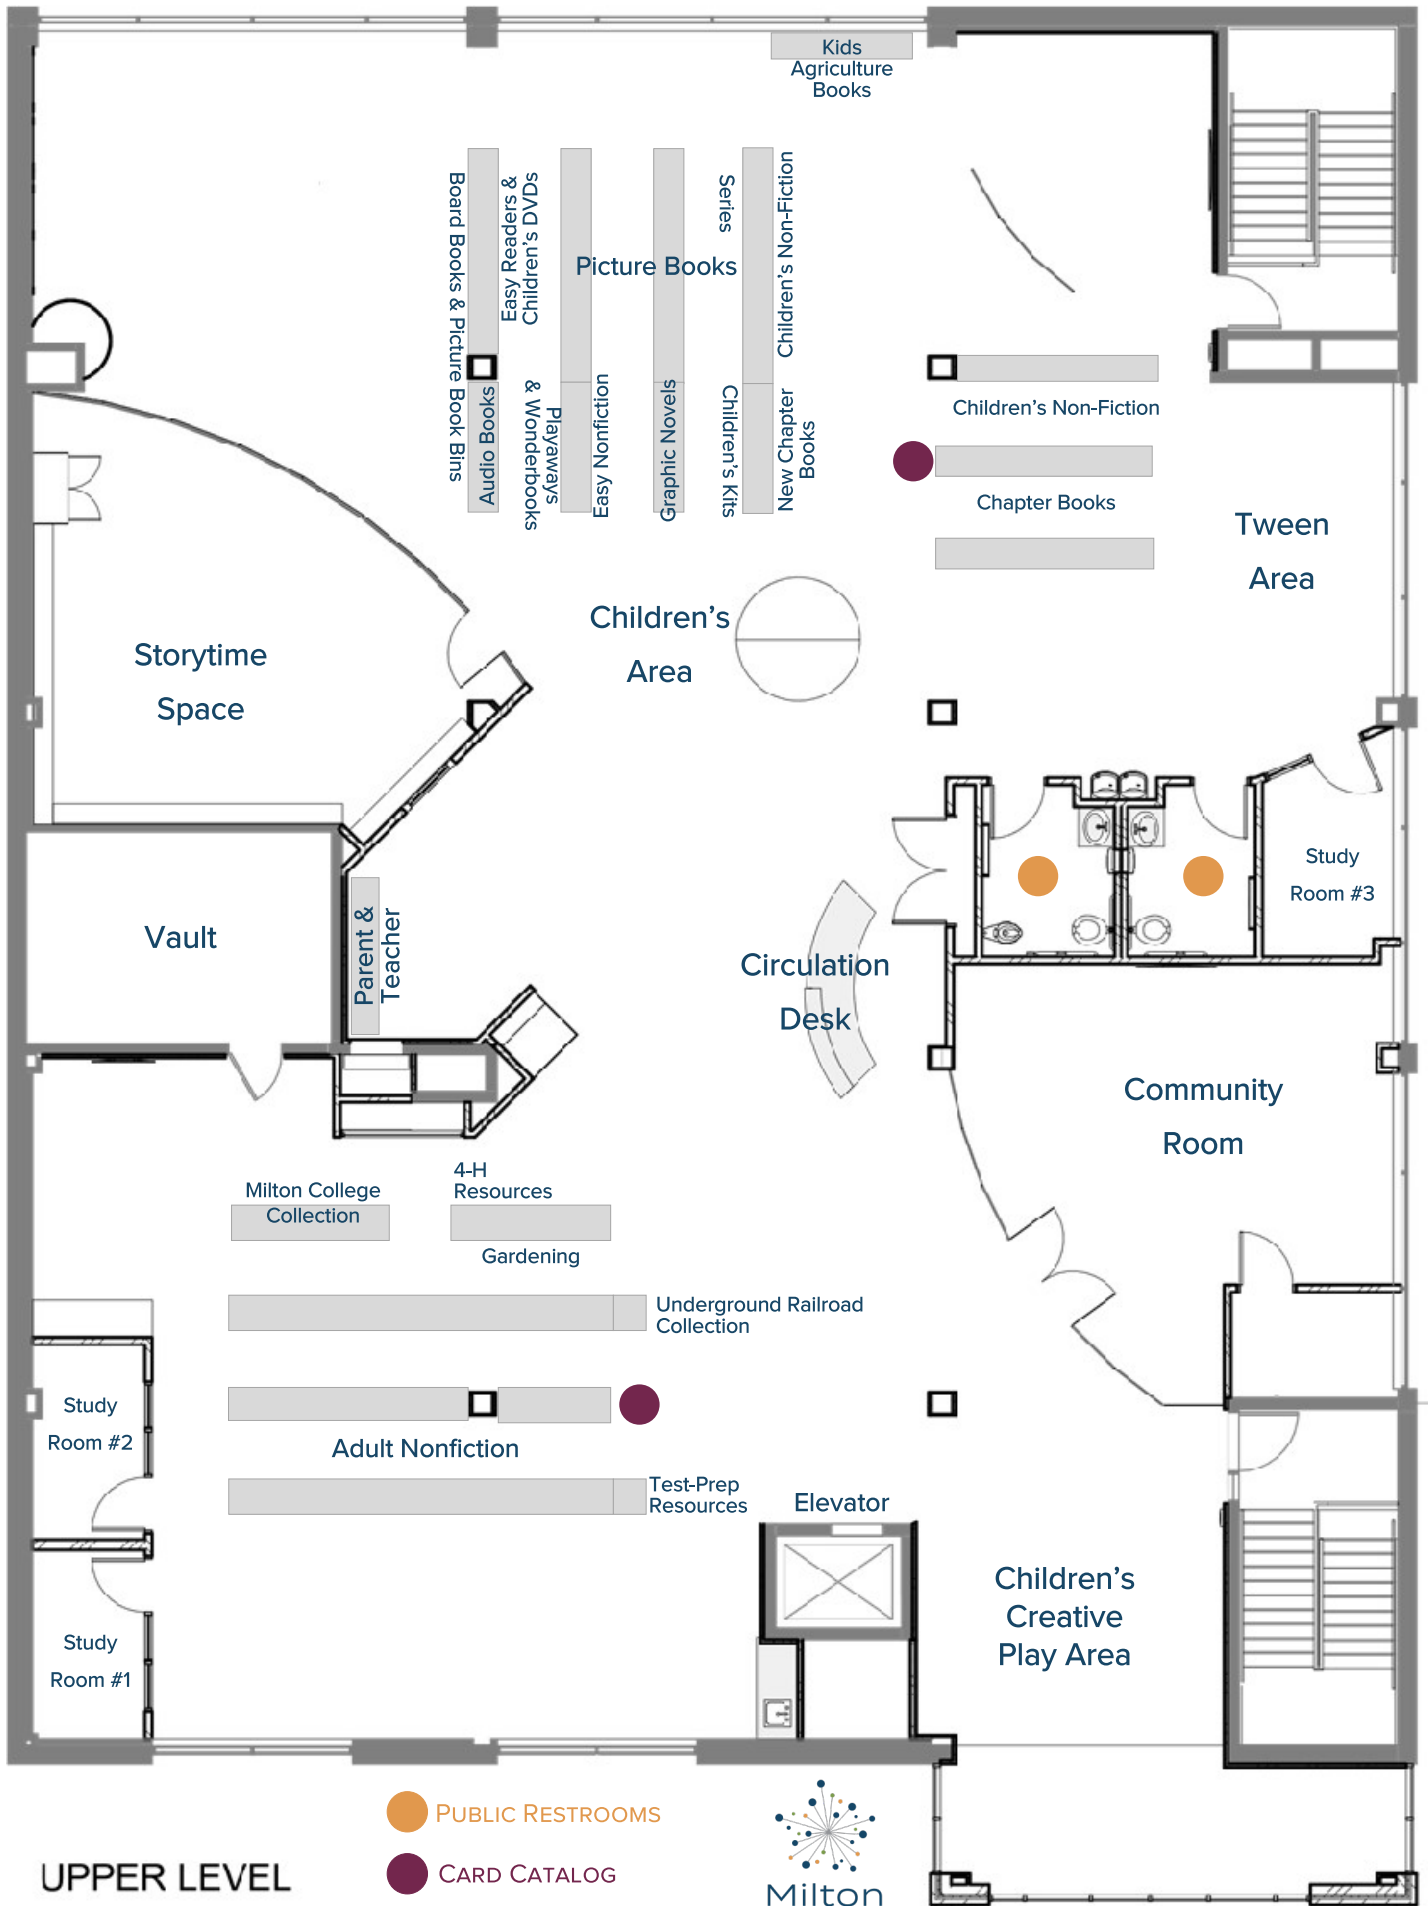 Kids
Agriculture
Books
Board Books & Picture Book Bins
Easy Readers &
Children's DVDs
Picture Books
Series
Children's Non-Fiction
Audio Books
Playaways
& Wonderbooks
Easy Nonfiction
Graphic Novels
Children's Kits
New Chapter
Books
Children's Non-Fiction
Chapter Books
Tween
Area
Children's
Area
Storytime
Space
Study
Room #3
Vault
Parent &
Teacher
Circulation
Desk
Community
Room
4-H
Resources
Milton College
Collection
Gardening
Underground Railroad
Collection
Study
Room #2
Adult Nonfiction
Test-Prep
Resources
Elevator
Children's
Creative
Play Area
Study
Room #1
PUBLIC RESTROOMS
CARD CATALOG
UPPER LEVEL
Milton